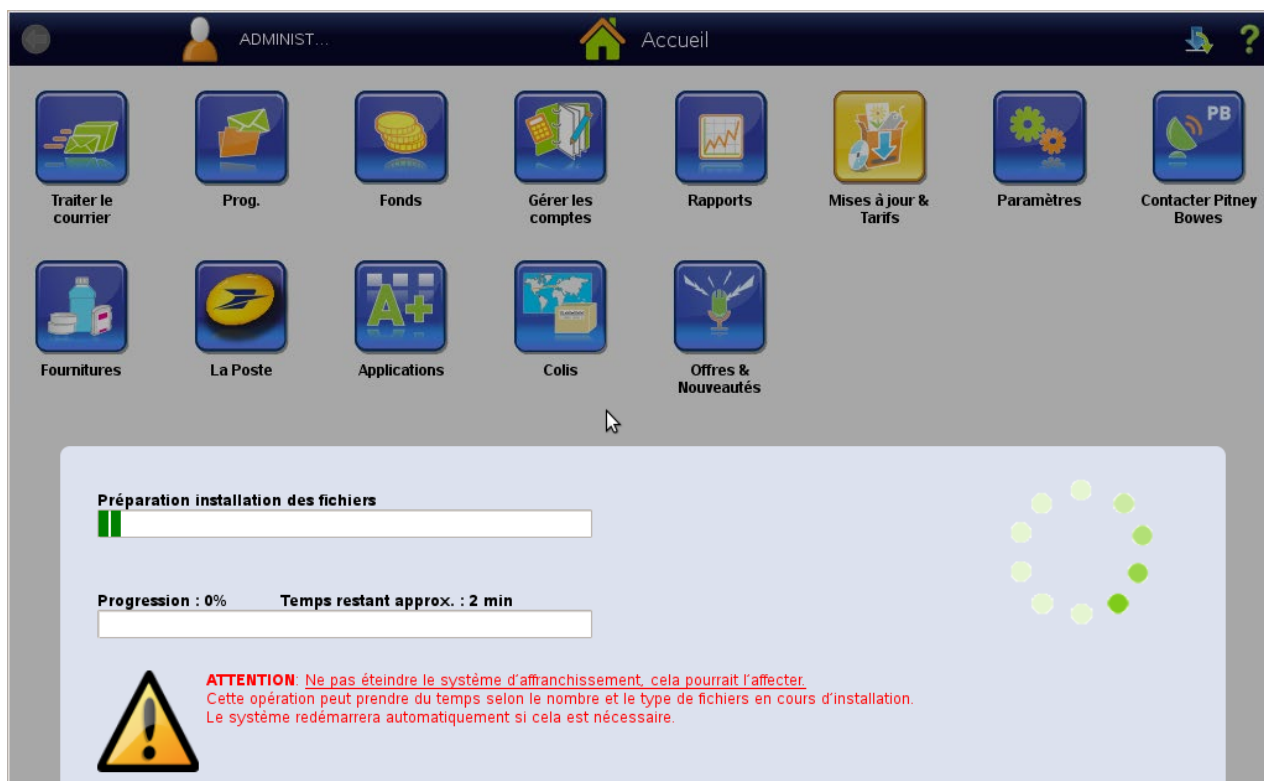 ADMINIST...
Accueil
?
PB
Traiter le
courrier
Prog.
Fonds
Gérer les
comptes
Rapports
Mises à jour &
Tarifs
Paramètres
Contacter Pitney
Bowes
A+
Fournitures
La Poste
Applications
Colis
Offres &
Nouveautés
Préparation installation des fichiers
Progression : 0% Temps restant approx. : 2 min
ATTENTION: Ne pas éteindre le système d'affranchissement, cela pourrait l'affecter.
Cette opération peut prendre du temps selon le nombre et le type de fichiers en cours d'installation.
Le système redémarrera automatiquement si cela est nécessaire.